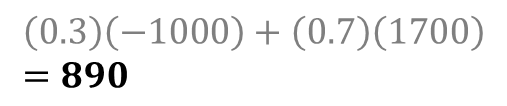 (0.3)(−1000) + (0.7)(1700)
= 890